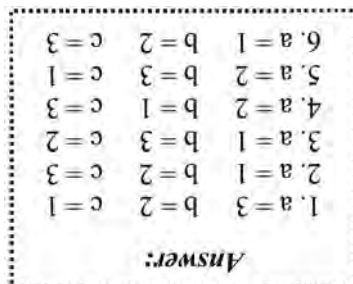 Answer:
1. a = 3 b = 2 c = 1
2. a = 1 b = 2 c = 3
3. a = 1 b = 3 c = 2
4. a = 2 b = 1 c = 3
5. a = 2 b = 3 c = 1
6. a = 1 b = 2 c = 3